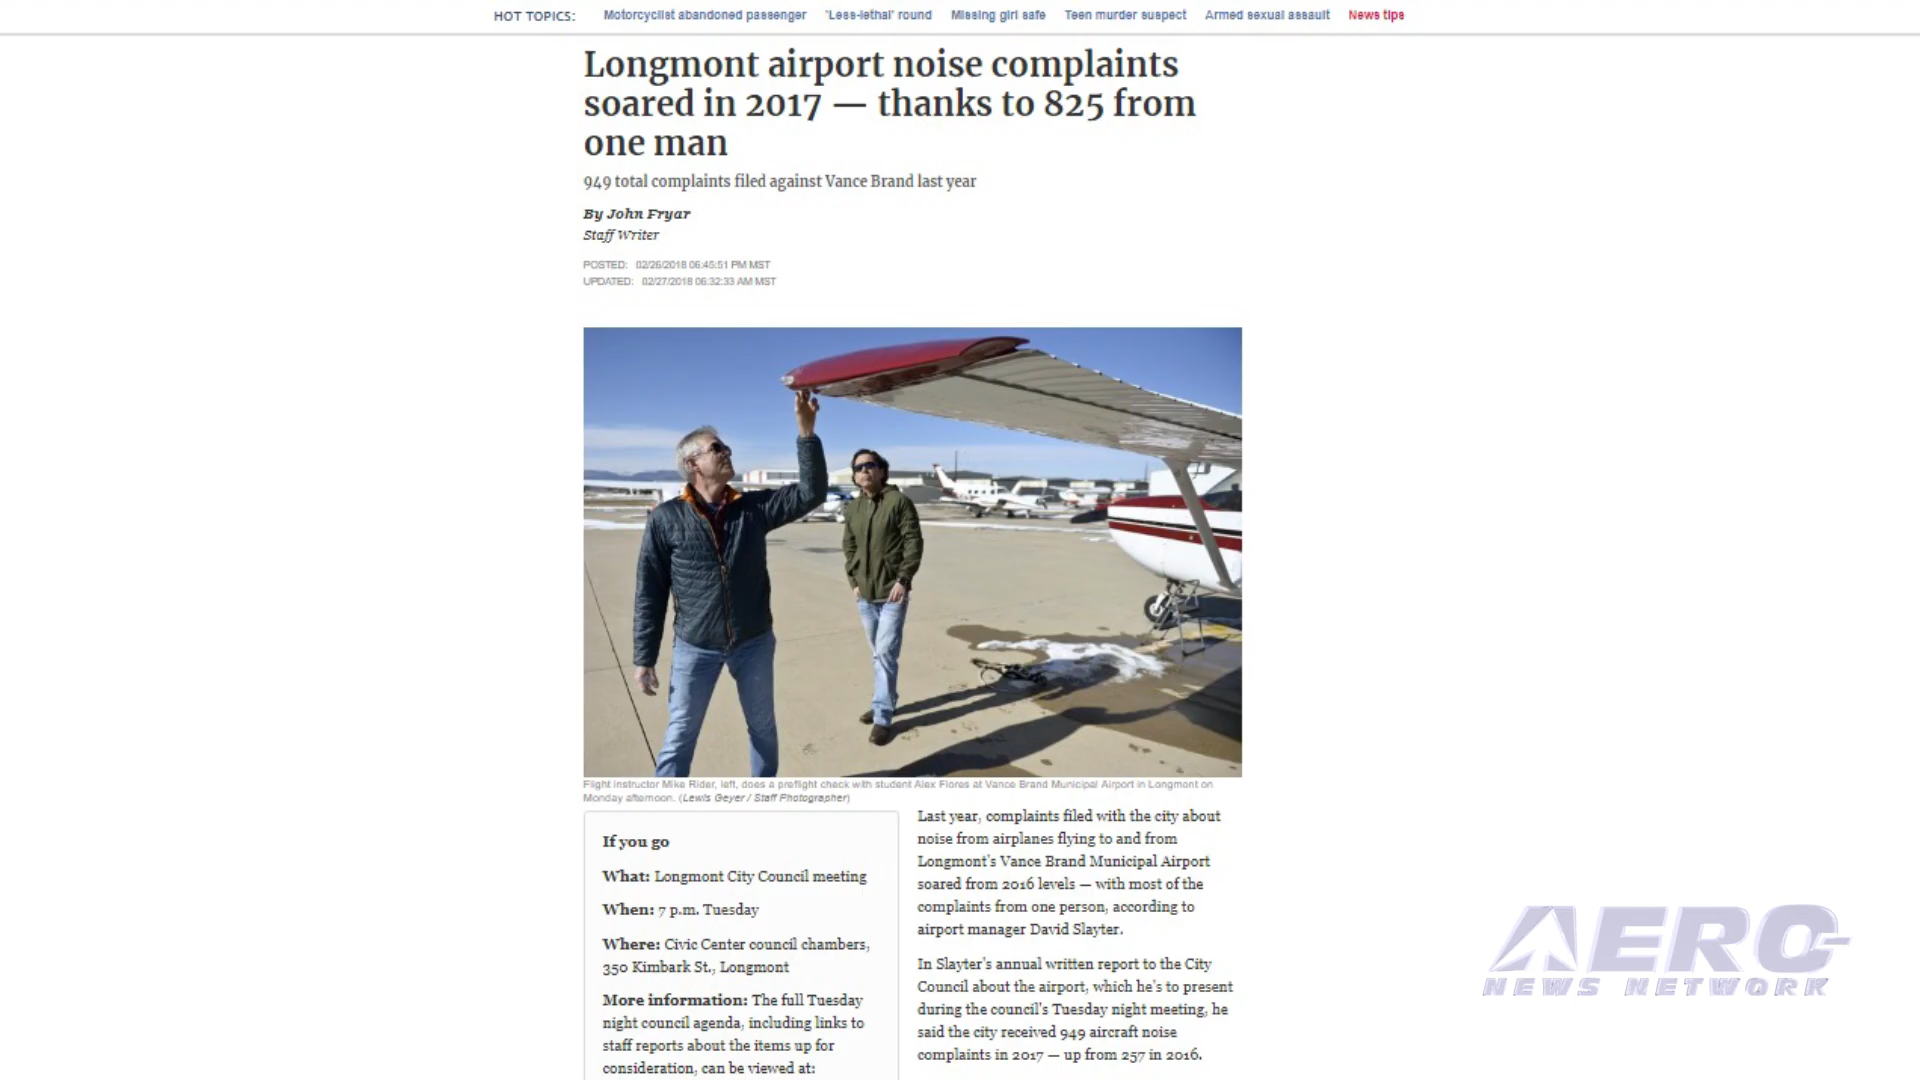 HOT TOPICS: Motorcyclist abandoned passenger 'Less-lethal' round Missing girl safe Teen murder suspect Armed sexual assault News tips
Longmont airport noise complaints
soared in 2017 — thanks to 825 from
one man
949 total complaints filed against Vance Brand last year
By John Fryar
Staff Writer
POSTED: 02/26/2018 06:45:51 PM MST
UPDATED: 02/27/2018 06:32:33 AM MST
Flight instructor Mike Rider, left, does a preflight check with student Alex Flores at Vance Brand Municipal Airport in Longmont on
Monday afternoon. (Lewis Geyer / Staff Photographer)
If you go
What: Longmont City Council meeting
When: 7 p.m. Tuesday
Where: Civic Center council chambers,
350 Kimbark St., Longmont
More information: The full Tuesday
night council agenda, including links to
staff reports about the items up for
consideration, can be viewed at:
Last year, complaints filed with the city about
noise from airplanes flying to and from
Longmont's Vance Brand Municipal Airport
soared from 2016 levels — with most of the
complaints from one person, according to
airport manager David Slayter.
In Slayter's annual written report to the City
Council about the airport, which he's to present
during the council's Tuesday night meeting, he
said the city received 949 aircraft noise
complaints in 2017 — up from 257 in 2016.
AERO-
NEWS NETWORK